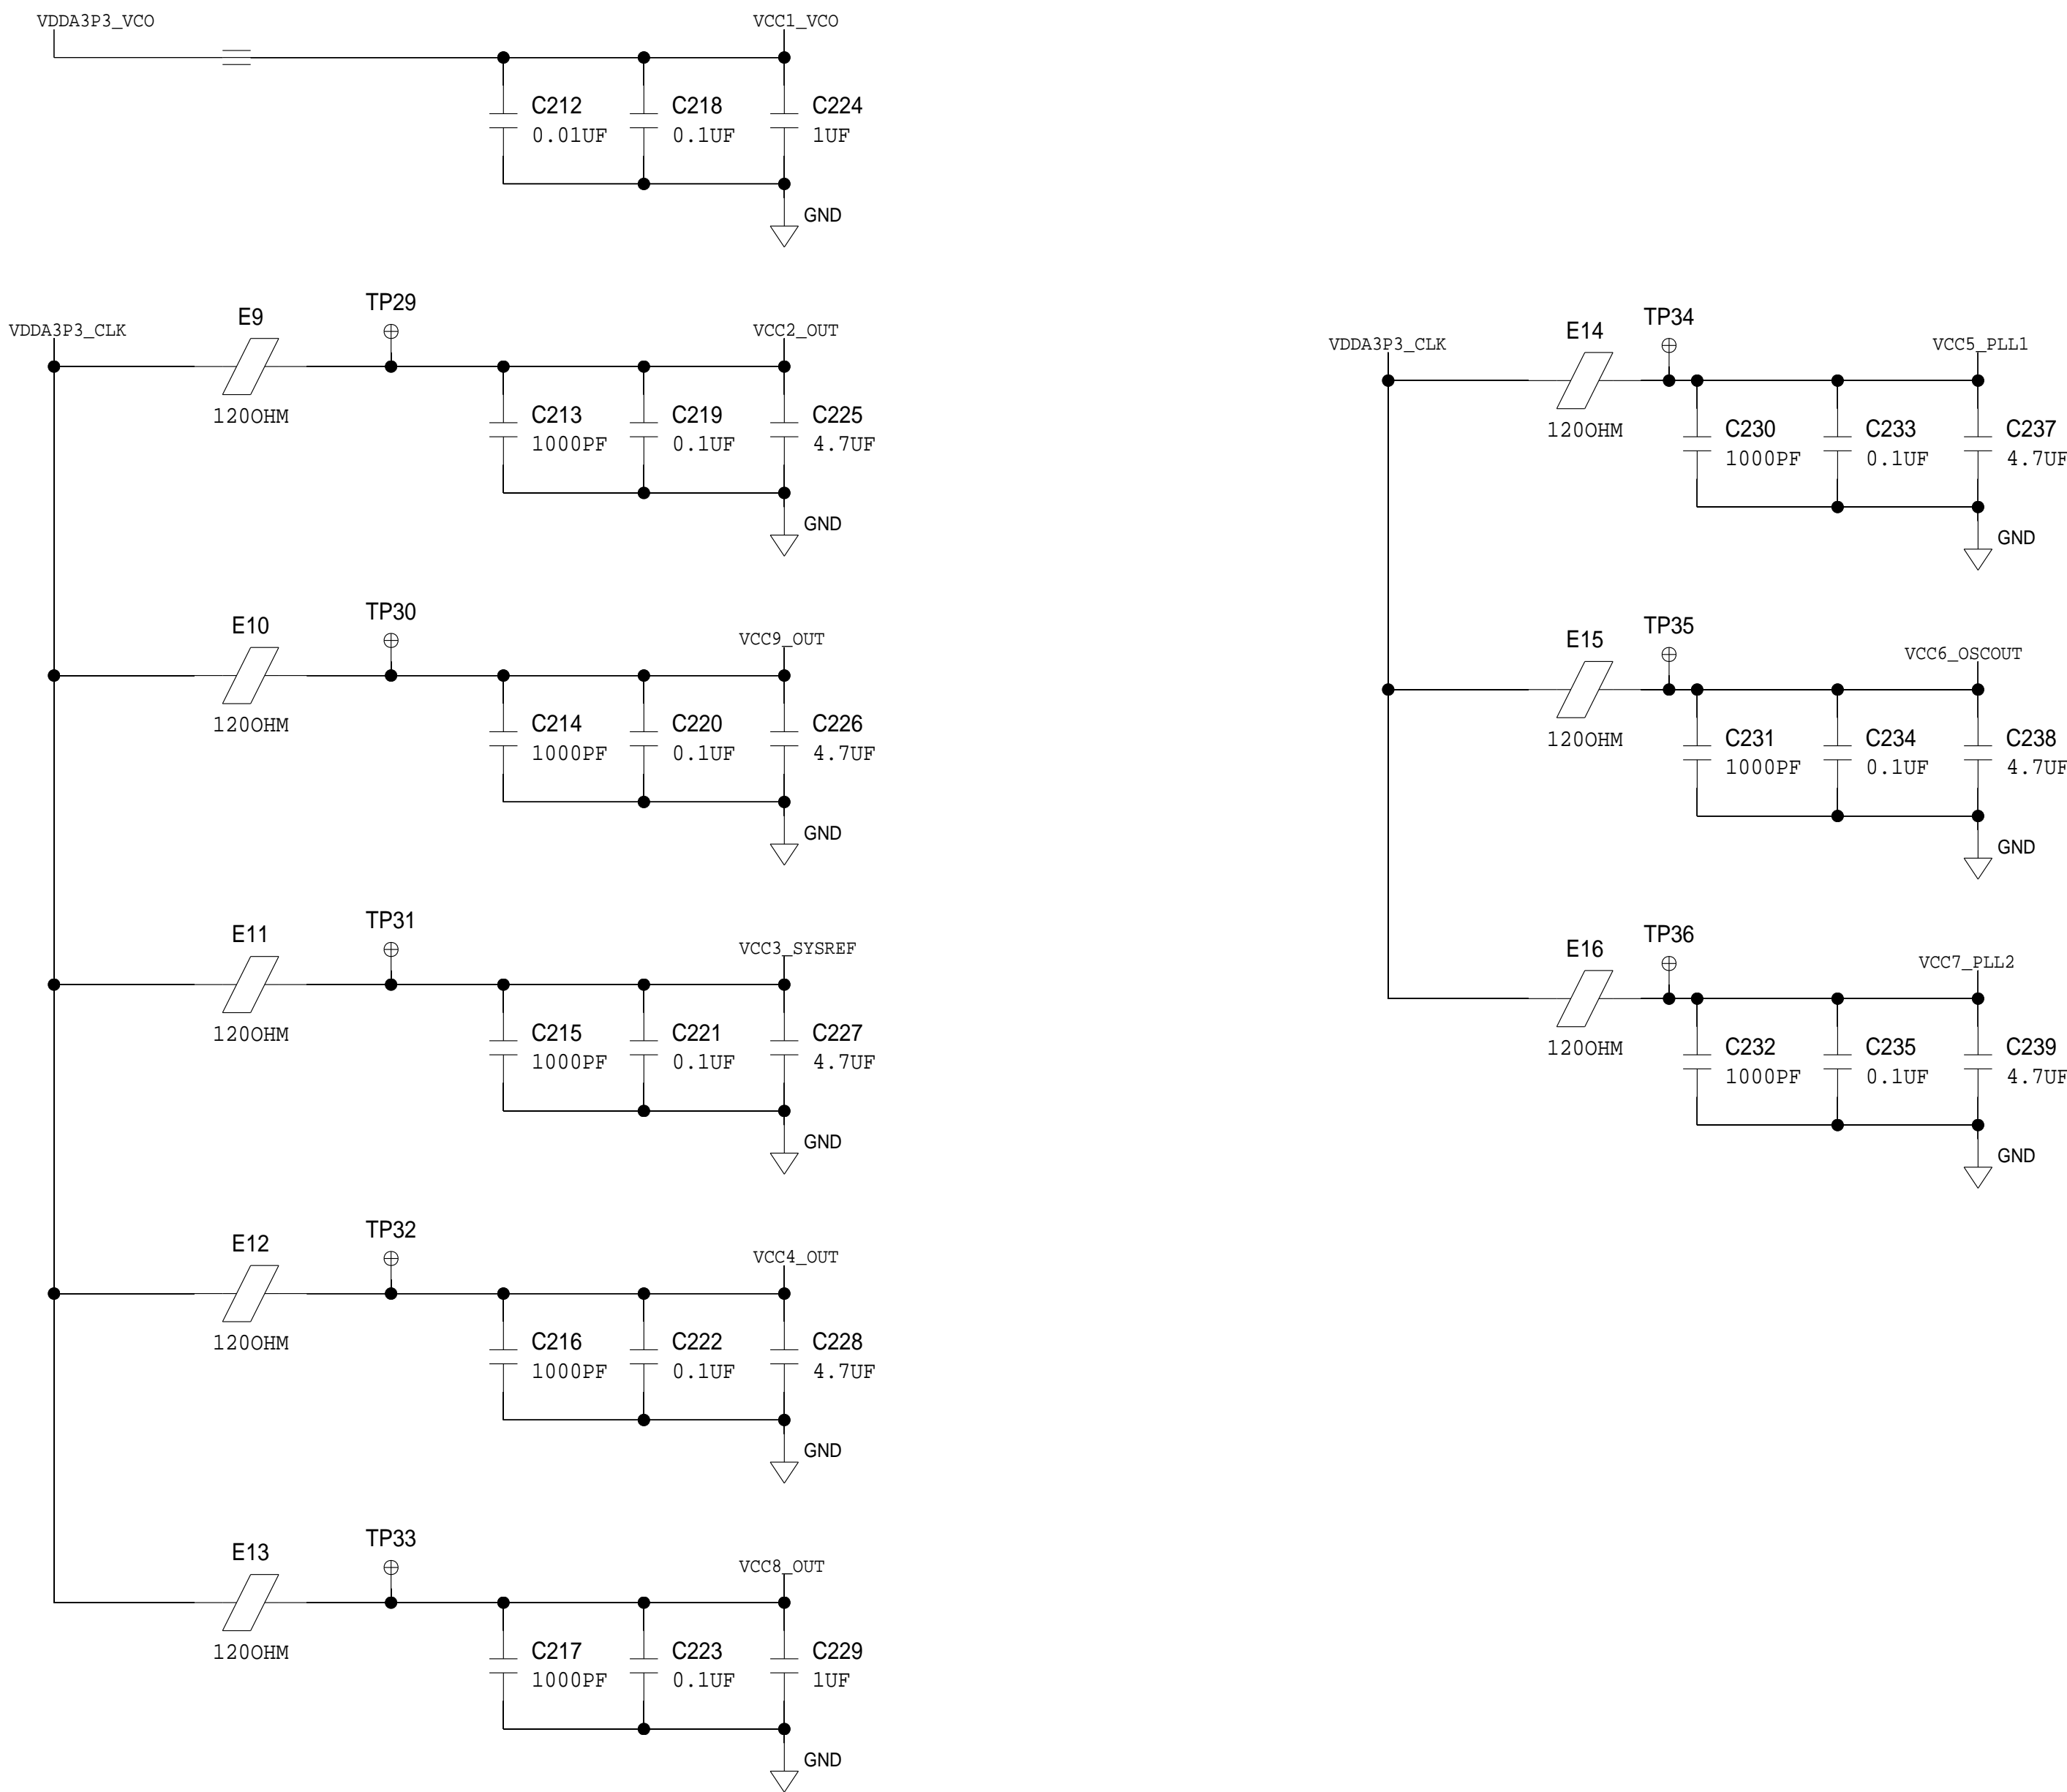 VDDA3P3_VCO
VCC1_VCO
C212
0.01UF
C218
0.1UF
C224
1UF
GND
VDDA3P3_CLK
E9
120OHM
TP29
VCC2_OUT
C213
1000PF
C219
0.1UF
C225
4.7UF
GND
E10
120OHM
TP30
VCC9_OUT
C214
1000PF
C220
0.1UF
C226
4.7UF
GND
E11
120OHM
TP31
VCC3_SYSREF
C215
1000PF
C221
0.1UF
C227
4.7UF
GND
E12
120OHM
TP32
VCC4_OUT
C216
1000PF
C222
0.1UF
C228
4.7UF
GND
E13
120OHM
TP33
VCC8_OUT
C217
1000PF
C223
0.1UF
C229
1UF
GND
VDDA3P3_CLK
E14
120OHM
TP34
VCC5_PLL1
C230
1000PF
C233
0.1UF
C237
4.7UF
GND
E15
120OHM
TP35
VCC6_OSCOUT
C231
1000PF
C234
0.1UF
C238
4.7UF
GND
E16
120OHM
TP36
VCC7_PLL2
C232
1000PF
C235
0.1UF
C239
4.7UF
GND